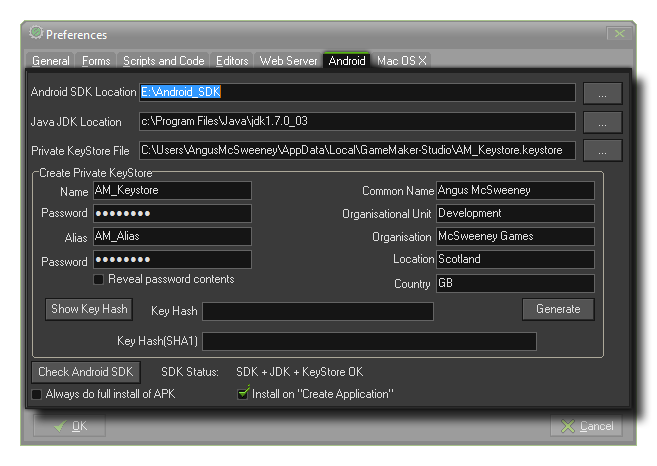 Preferences
General Forms Scripts and Code Editors Web Server Android Mac OS X
Android SDK Location E:\Android_SDK ...
Java JDK Location c:\Program Files\Java\jdk1.7.0_03 ...
Private KeyStore File C:\Users\AngusMcSweeney\AppData\Local\GameMaker-Studio\AM_Keystore.keystore ...
Create Private KeyStore
Name AM_Keystore Common Name Angus McSweeney
Password ●●●●●●●● Organisational Unit Development
Alias AM_Alias Organisation McSweeney Games
Password ●●●●●●●● Location Scotland
Reveal password contents Country GB
Show Key Hash Key Hash Generate
Key Hash(SHA1)
Check Android SDK SDK Status: SDK + JDK + KeyStore OK
Always do full install of APK Install on "Create Application"
OK Cancel